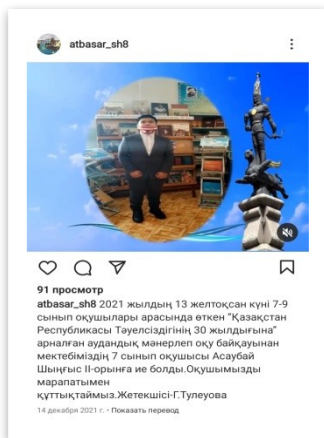 atbasar_sh8
91 просмотр
atbasar_sh8 2021 жылдың 13 желтоқсан күні 7-9
сынып оқушылары арасында өткен "Қазақстан
Республикасы Тәуелсіздігінің 30 жылдығына"
арналған аудандық мәнерлеп оқу байқауынан
мектебіміздің 7 сынып оқушысы Асаубай
Шыңғыс ІІ-орынға ие болды.Оқушымызды
марапатымен
құттықтаймыз.Жетекшісі-Г.Тулеуова
14 декабря 2021 г. • Показать перевод